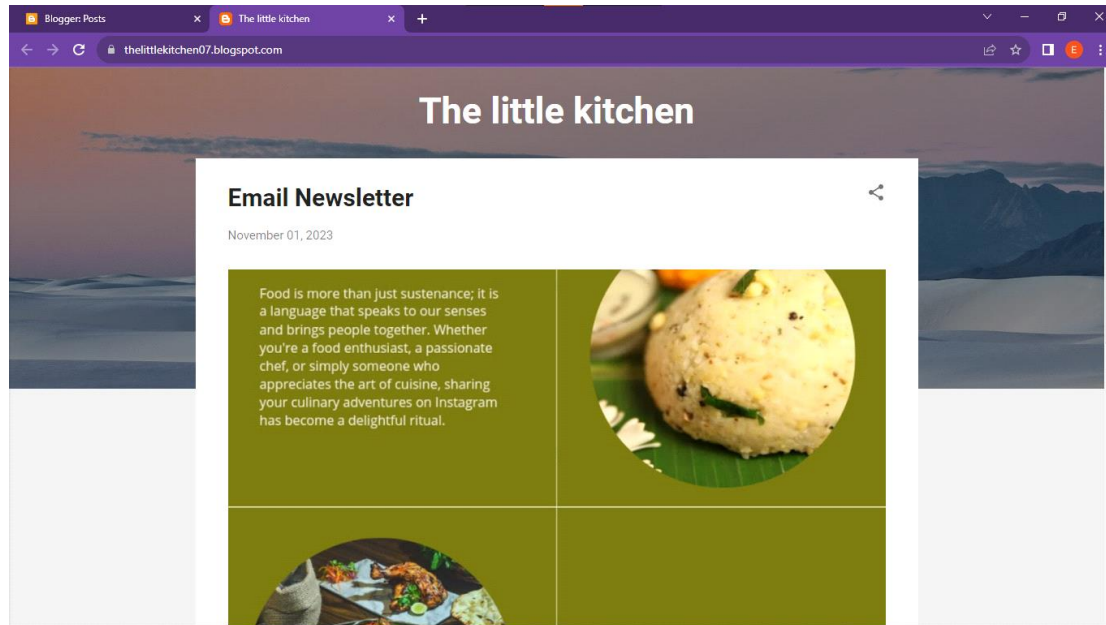 Blogger: Posts
The little kitchen
thelittlekitchen07.blogspot.com
E
The little kitchen
Email Newsletter
November 01, 2023
Food is more than just sustenance; it is
a language that speaks to our senses
and brings people together. Whether
you're a food enthusiast, a passionate
chef, or simply someone who
appreciates the art of cuisine, sharing
your culinary adventures on Instagram
has become a delightful ritual.